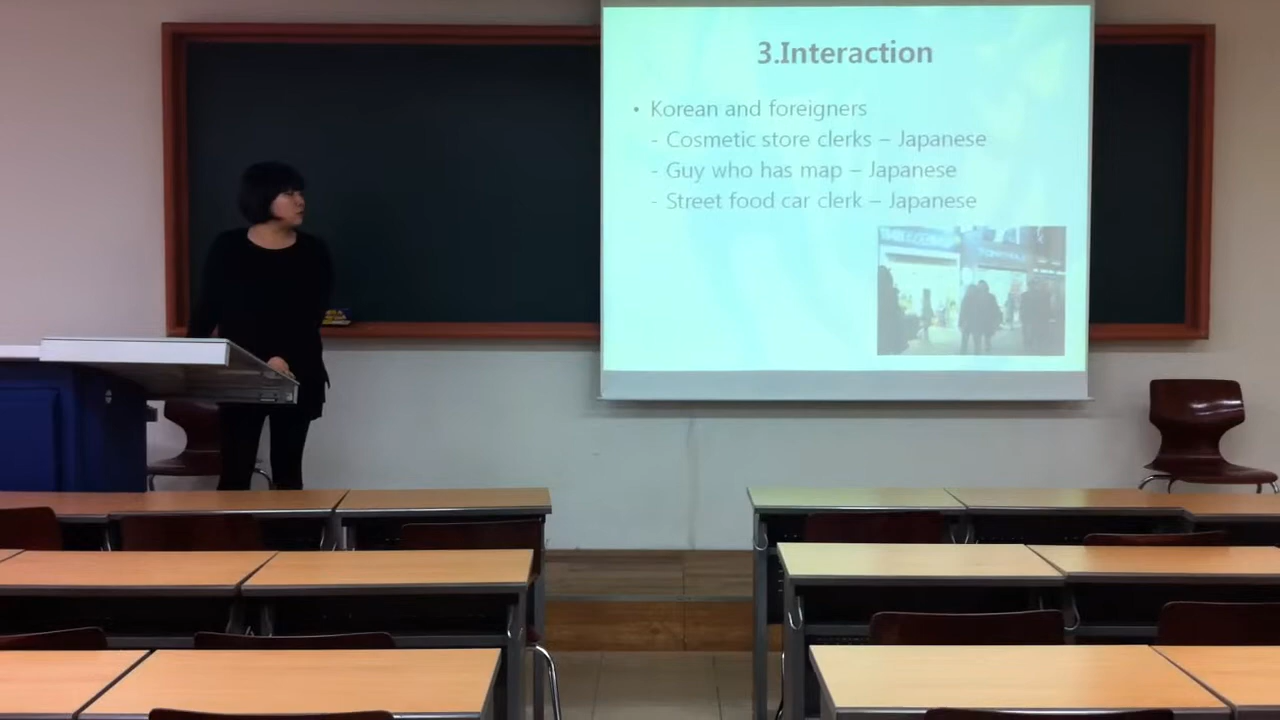 3.Interaction
• Korean and foreigners
- Cosmetic store clerks – Japanese
- Guy who has map – Japanese
- Street food car clerk – Japanese